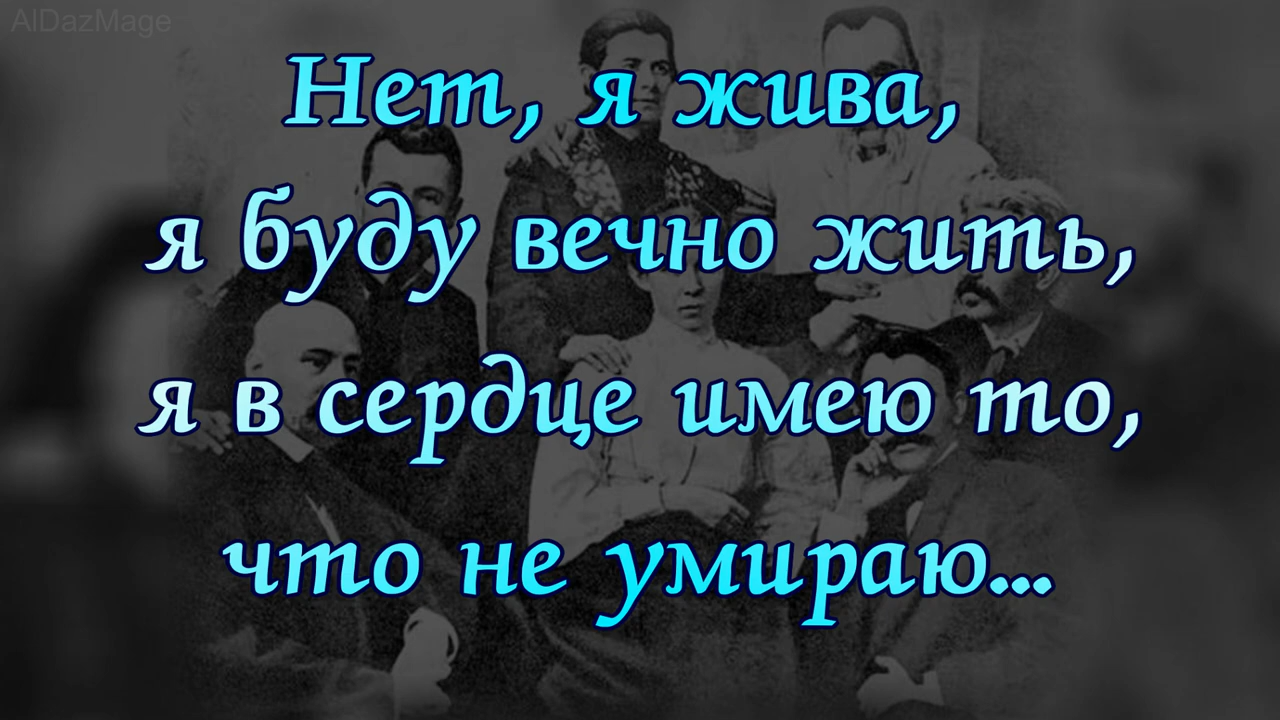 AlDazMage
Нет, я жива,
я буду вечно жить,
я в сердце имею то,
что не умираю...